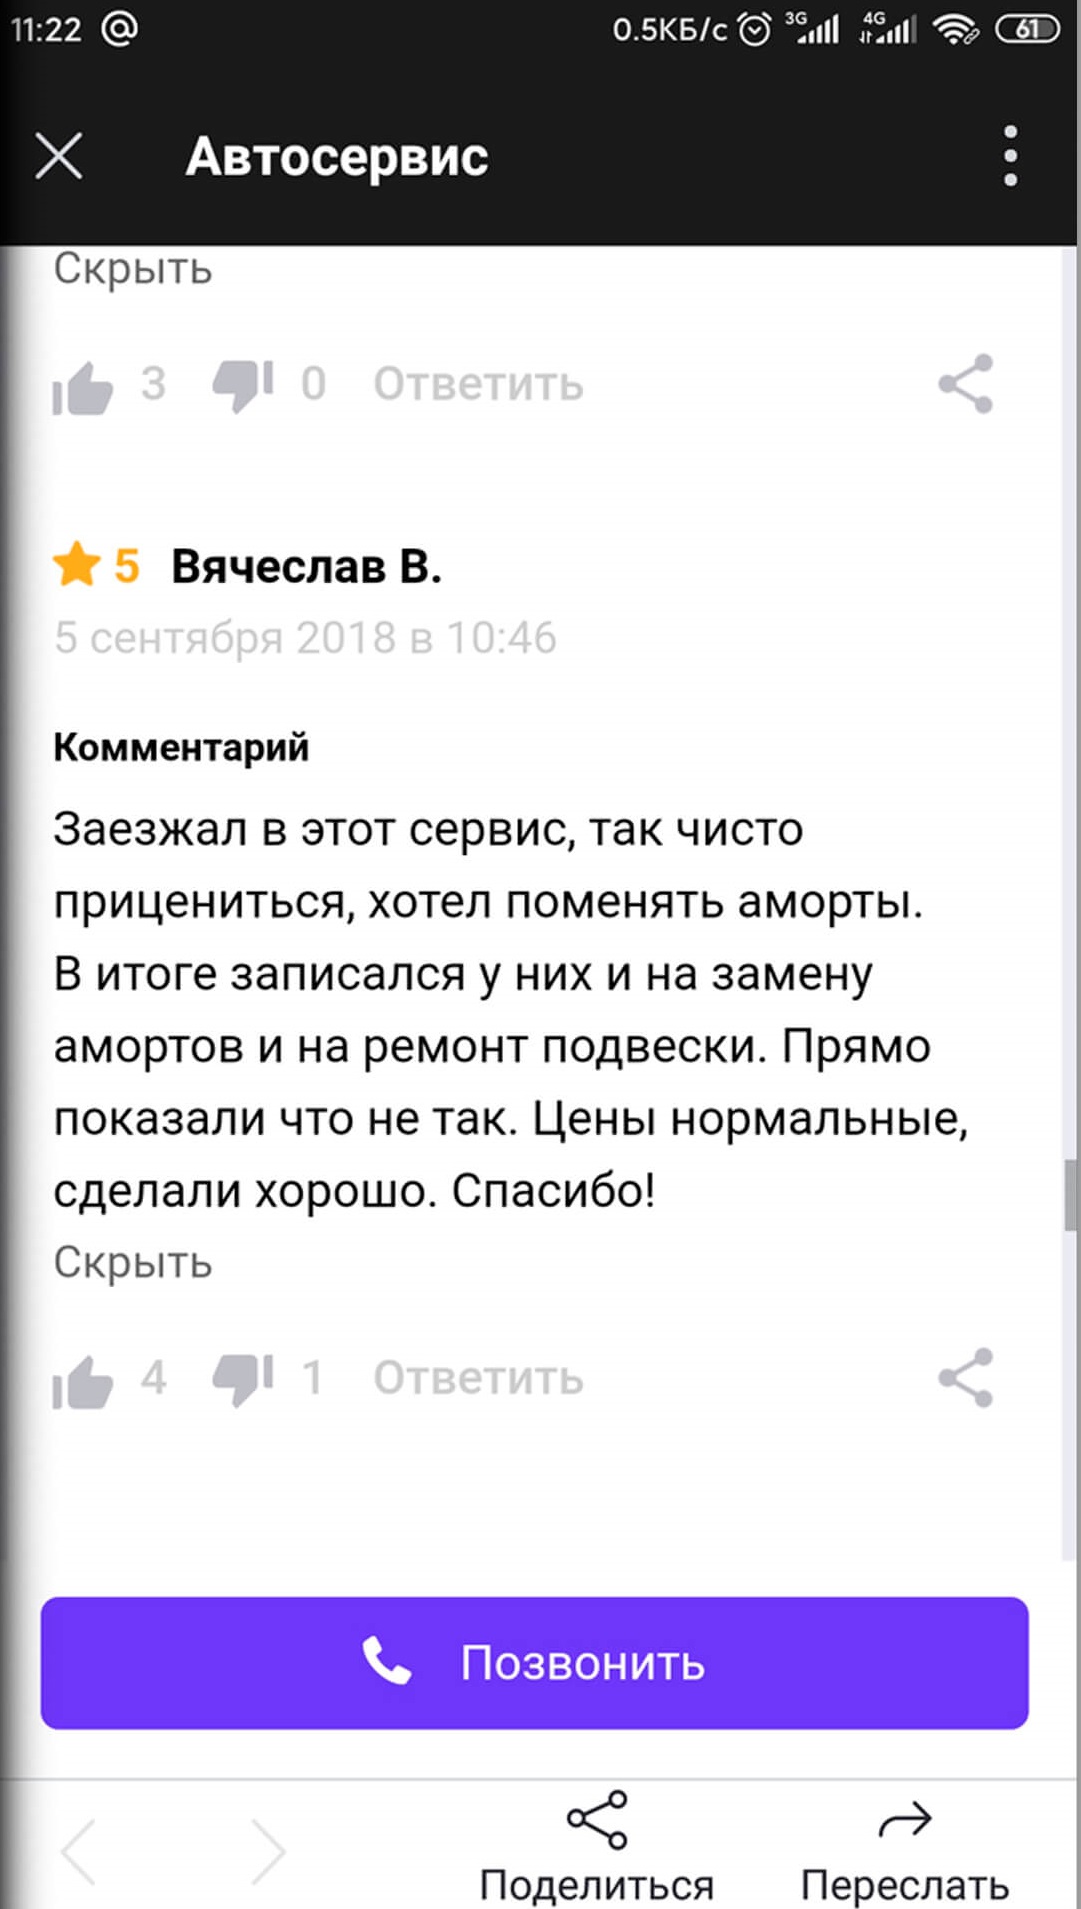 11:22 @ 0.5КБ/с 3G 4G 61
Автосервис
Скрыть
3 0 Ответить
5 Вячеслав В.
5 сентября 2018 в 10:46
Комментарий
Заезжал в этот сервис, так чисто
прицениться, хотел поменять аморты.
В итоге записался у них и на замену
амортов и на ремонт подвески. Прямо
показали что не так. Цены нормальные,
сделали хорошо. Спасибо!
Скрыть
4 1 Ответить
Позвонить
Поделиться Переслать